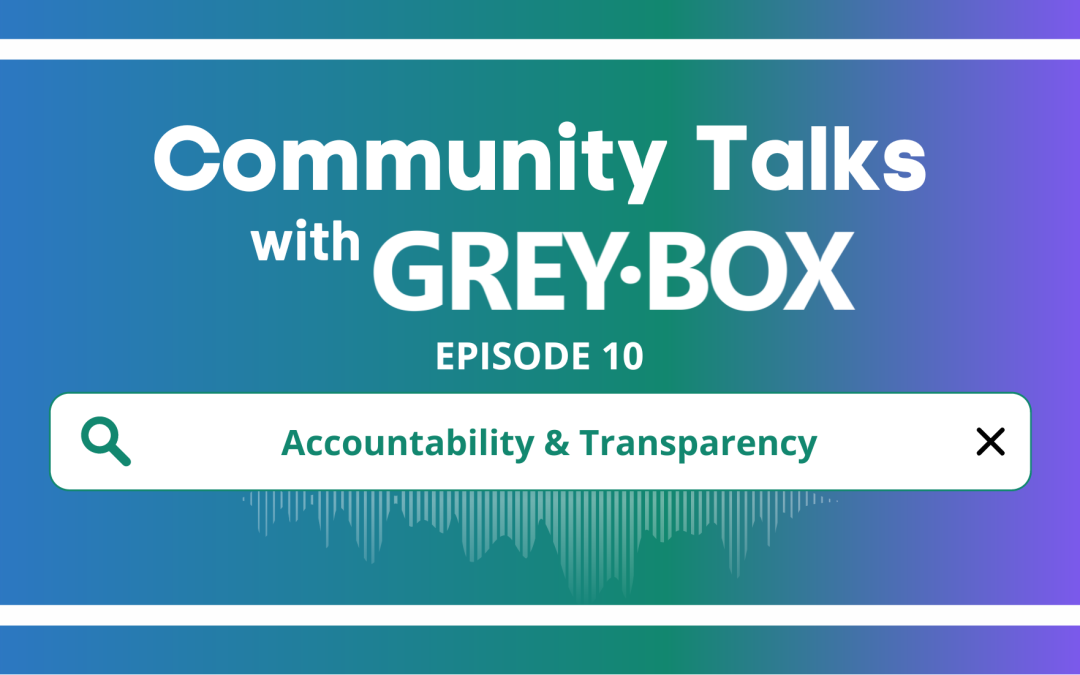 Community Talks
with GREY·BOX
EPISODE 10
Accountability & Transparency